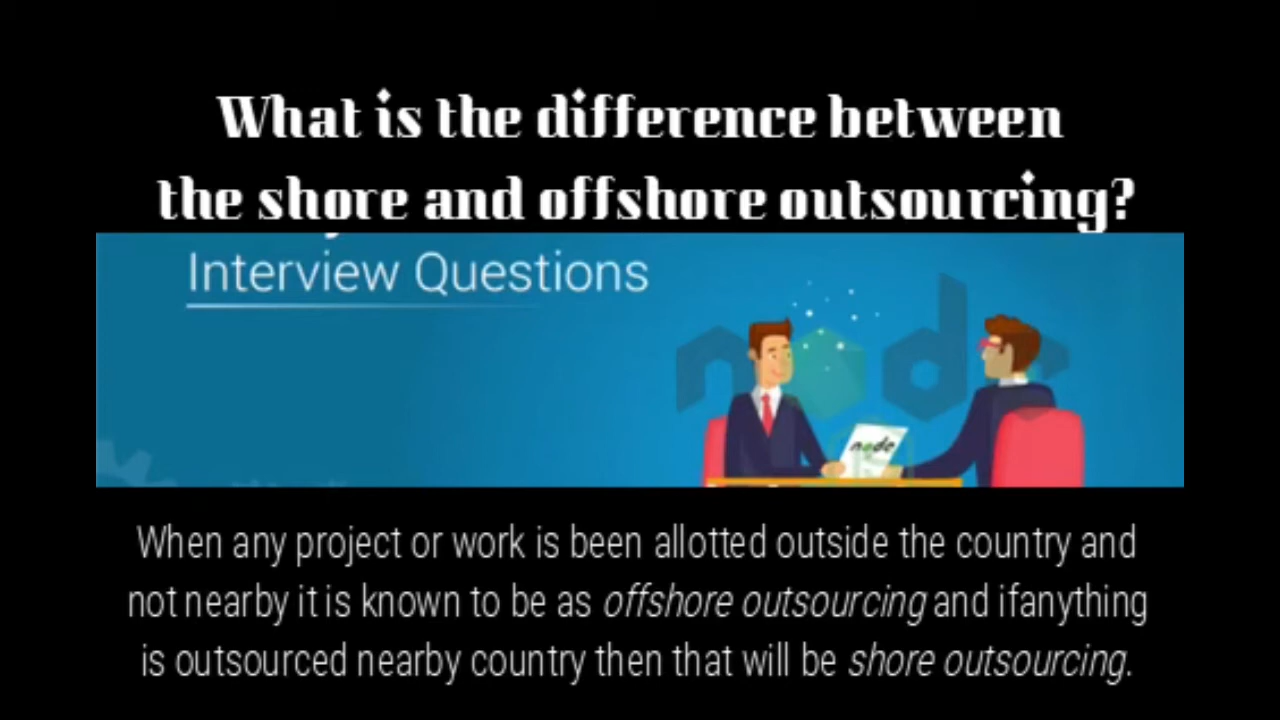 What is the difference between
the shore and offshore outsourcing?
Interview Questions
node
node
When any project or work is been allotted outside the country and
not nearby it is known to be as offshore outsourcing and ifanything
is outsourced nearby country then that will be shore outsourcing.